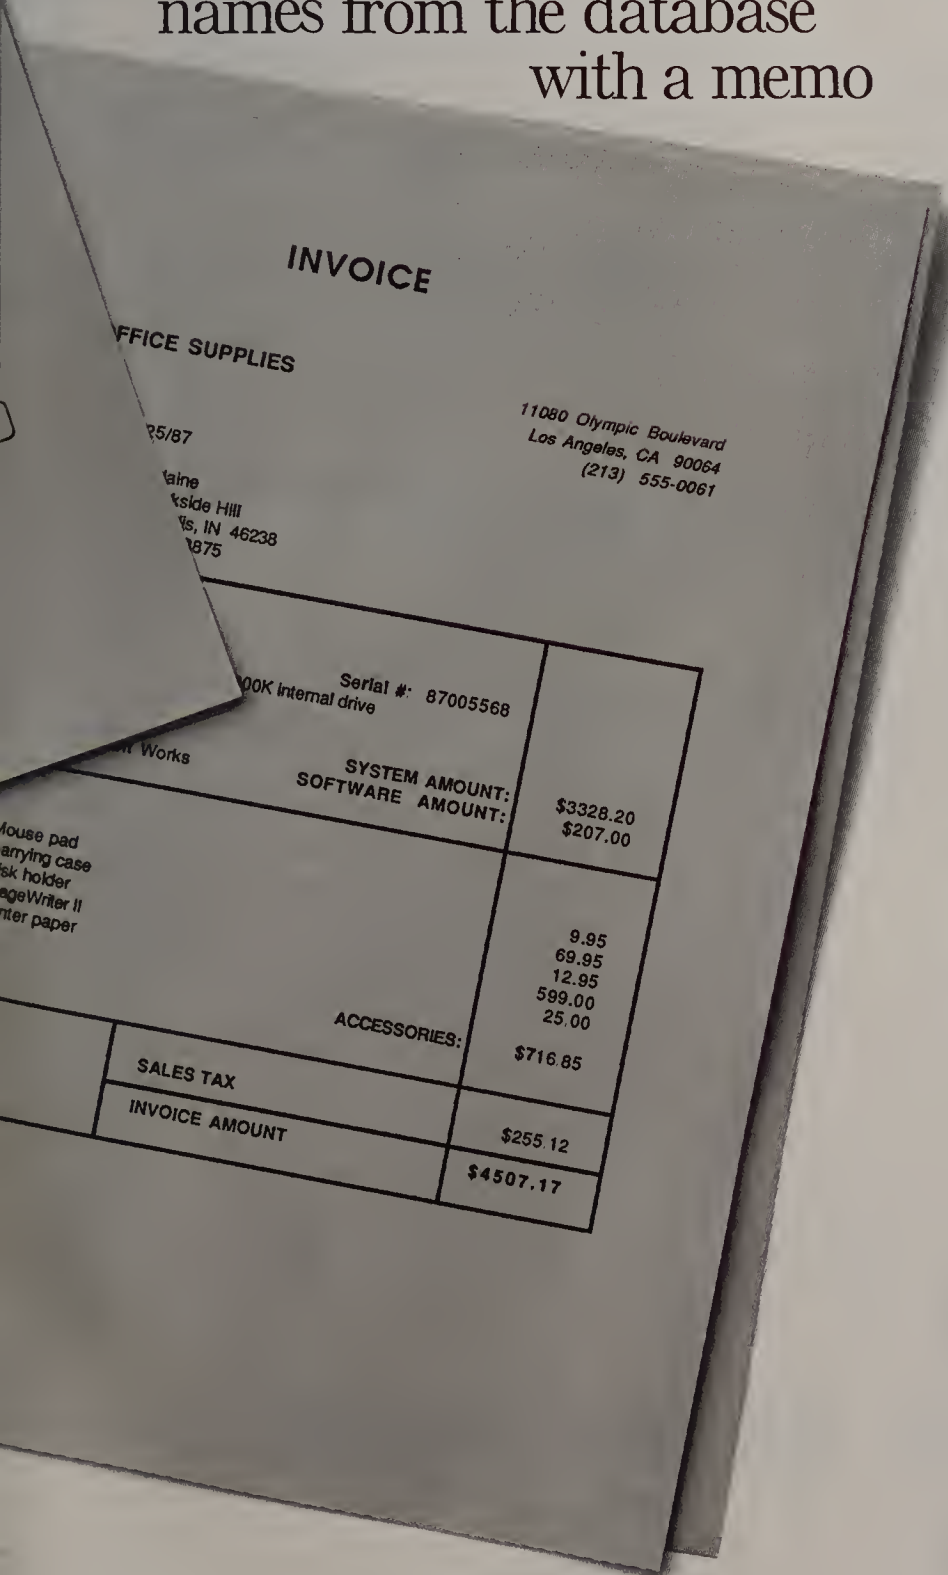 names from the database
with a memo
INVOICE
FFICE SUPPLIES
11080 Olympic Boulevard
Los Angeles, CA 90064
(213) 555-0061
25/87
laine
kside Hill
lis, IN 46238
3875
Serial #: 87005568
00K internal drive
Works
SYSTEM AMOUNT: $3328.20
SOFTWARE AMOUNT: $207.00
Mouse pad 9.95
arrying case 69.95
isk holder 12.95
ageWriter II 599.00
nter paper 25.00
ACCESSORIES: $716.85
SALES TAX $255.12
INVOICE AMOUNT $4507.17